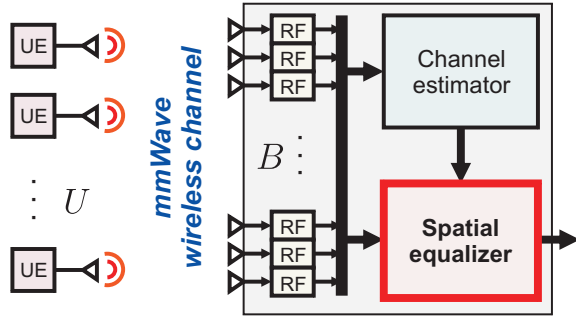 UE
UE
⋮ U
UE
mmWave
wireless channel
RF
RF
RF
B ⋮
RF
RF
RF
Channel
estimator
Spatial
equalizer